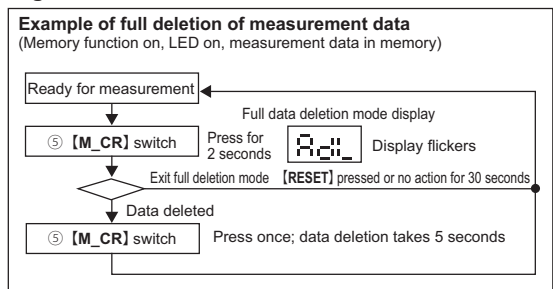 Example of full deletion of measurement data
(Memory function on, LED on, measurement data in memory)
Ready for measurement
Full data deletion mode display
⑤【M_CR】switch
Press for
2 seconds
AdL
Display flickers
Exit full deletion mode 【RESET】pressed or no action for 30 seconds
Data deleted
⑤【M_CR】switch
Press once; data deletion takes 5 seconds